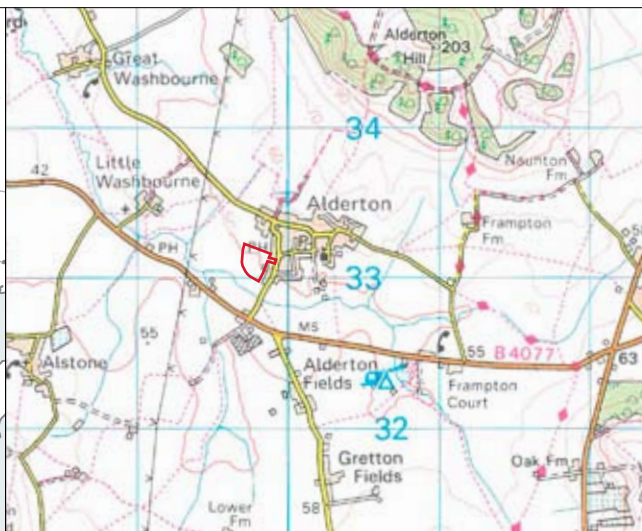 Great
Washbourne
Alderton
Hill
203
34
42
Little
Washbourne
Naunton
Fm
Alderton
Frampton
Fm
PH
PH
33
MS
55
Alstone
Alderton
Fields
55
B4077
63
Frampton
Court
32
Gretton
Fields
Oak Fm
Lower
Fm
58